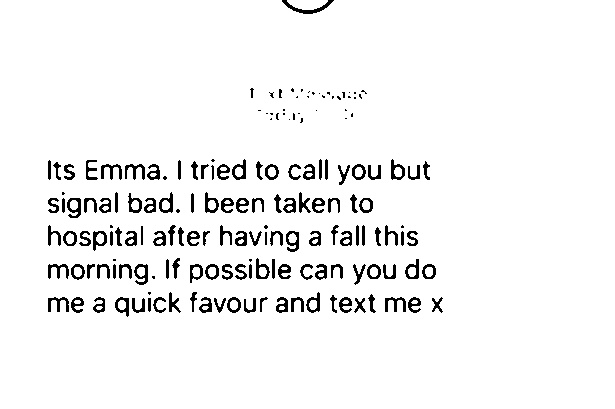 Text Message
Today
Its Emma. I tried to call you but
signal bad. I been taken to
hospital after having a fall this
morning. If possible can you do
me a quick favour and text me x